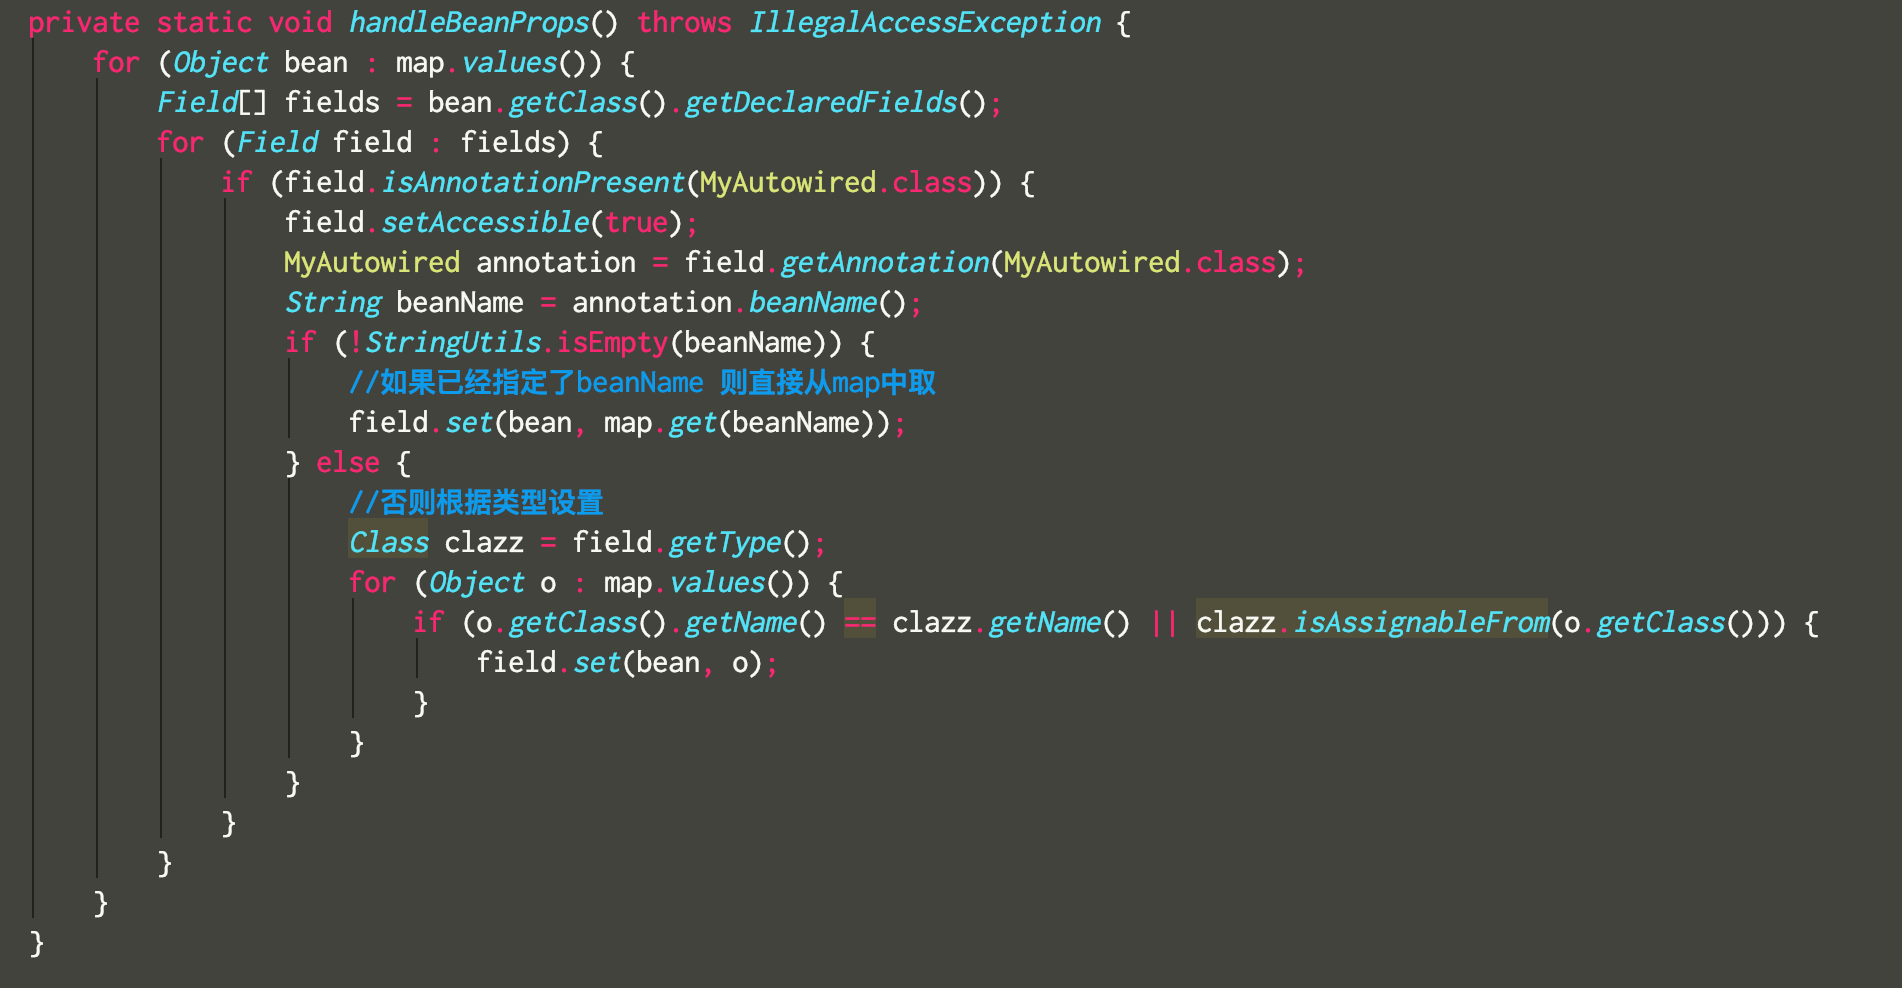 private static void handleBeanProps() throws IllegalAccessException {
for (Object bean : map.values()) {
Field[] fields = bean.getClass().getDeclaredFields();
for (Field field : fields) {
if (field.isAnnotationPresent(MyAutowired.class)) {
field.setAccessible(true);
MyAutowired annotation = field.getAnnotation(MyAutowired.class);
String beanName = annotation.beanName();
if (!StringUtils.isEmpty(beanName)) {
//如果已经指定了beanName 则直接从map中取
field.set(bean, map.get(beanName));
} else {
//否则根据类型设置
Class clazz = field.getType();
for (Object o : map.values()) {
if (o.getClass().getName() == clazz.getName() || clazz.isAssignableFrom(o.getClass())) {
field.set(bean, o);
}
}
}
}
}
}
}